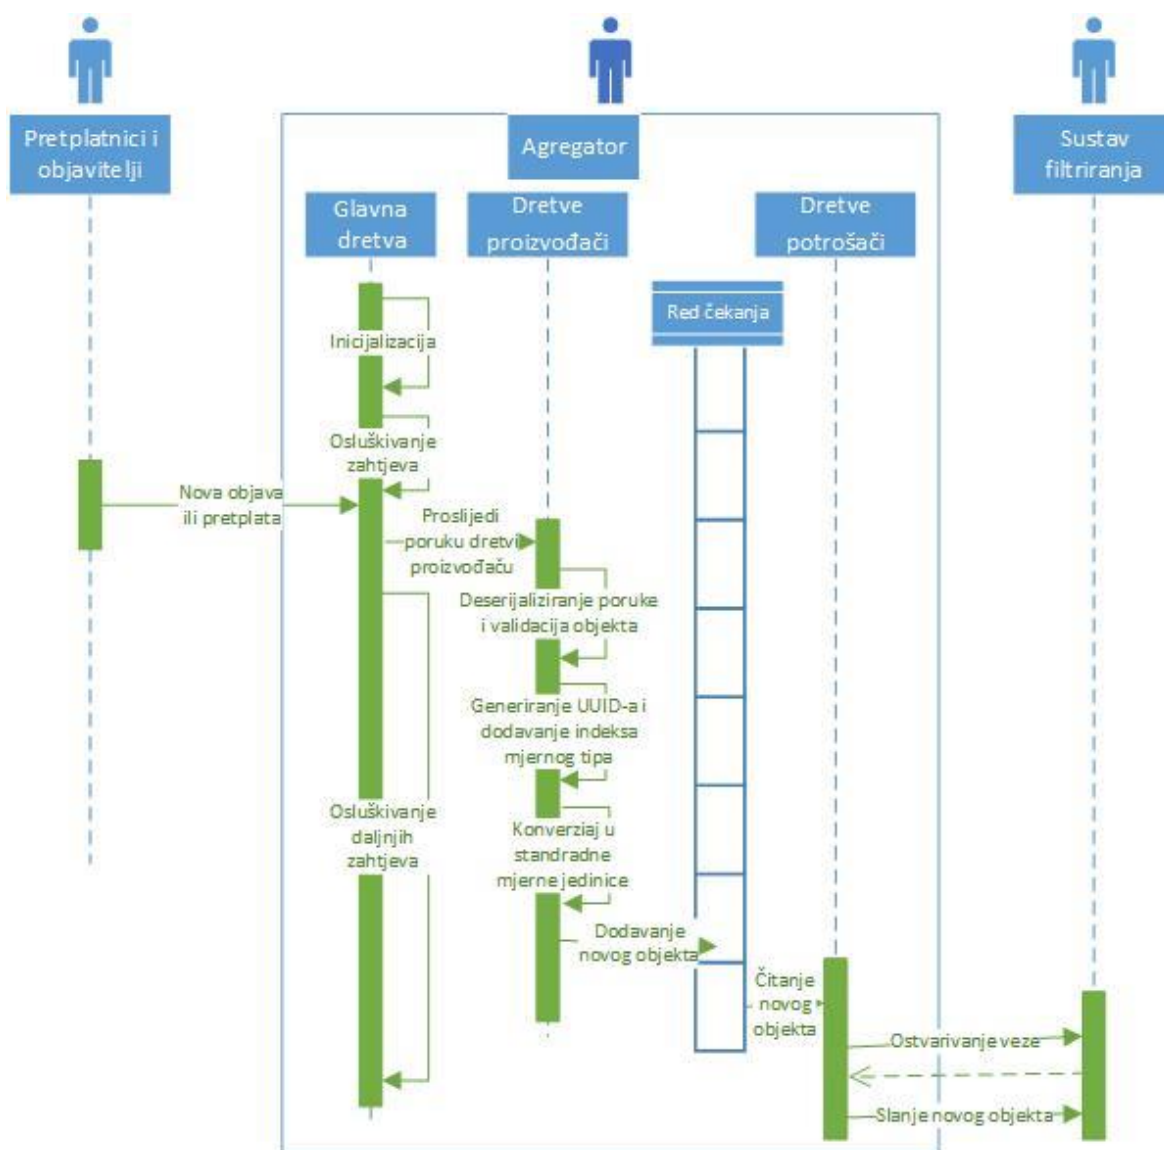 Pretplatnici i
objavitelji
Agregator
Sustav
filtriranja
Glavna
dretva
Dretve
proizvođači
Dretve
potrošači
Red čekanja
Inicijalizacija
Osluškivanje
zahtjeva
Nova objava
ili pretplata
Proslijedi
poruku dretvi
proizvođaču
Deserijaliziranje poruke
i validacija objekta
Generiranje UUID-a i
dodavanje indeksa
mjernog tipa
Osluškivanje
daljnjih
zahtjeva
Konverziaj u
standradne
mjerne jedinice
Dodavanje
novog objekta
Čitanje
novog
objekta
Ostvarivanje veze
Slanje novog objekta